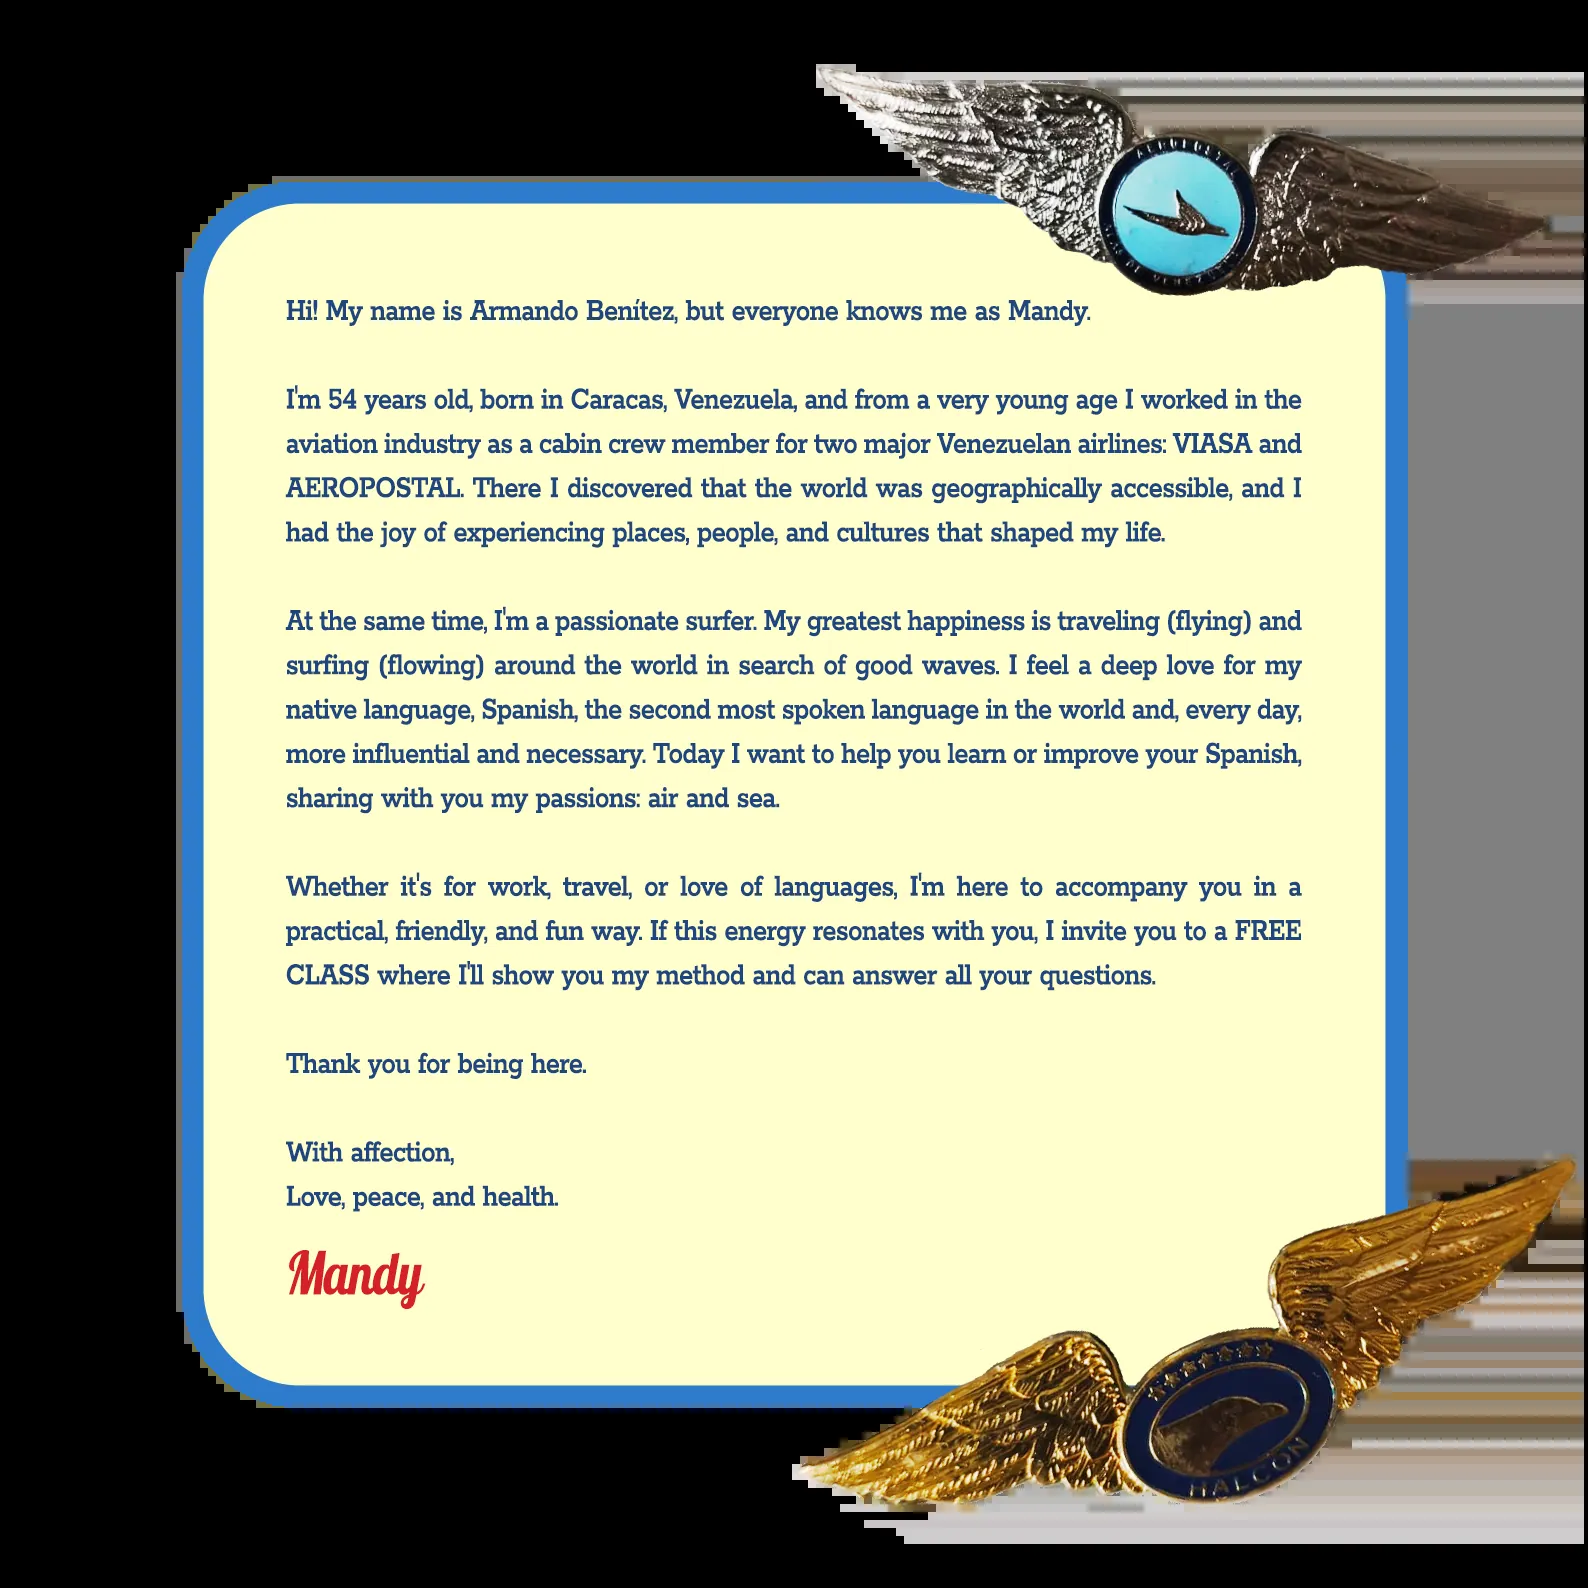 AEROPOSTAL
Hi! My name is Armando Benítez, but everyone knows me as Mandy.
I'm 54 years old, born in Caracas, Venezuela, and from a very young age I worked in the
aviation industry as a cabin crew member for two major Venezuelan airlines: VIASA and
AEROPOSTAL. There I discovered that the world was geographically accessible, and I
had the joy of experiencing places, people, and cultures that shaped my life.
At the same time, I'm a passionate surfer. My greatest happiness is traveling (flying) and
surfing (flowing) around the world in search of good waves. I feel a deep love for my
native language, Spanish, the second most spoken language in the world and, every day,
more influential and necessary. Today I want to help you learn or improve your Spanish,
sharing with you my passions: air and sea.
Whether it's for work, travel, or love of languages, I'm here to accompany you in a
practical, friendly, and fun way. If this energy resonates with you, I invite you to a FREE
CLASS where I'll show you my method and can answer all your questions.
Thank you for being here.
With affection,
Love, peace, and health.
Mandy
HALCON